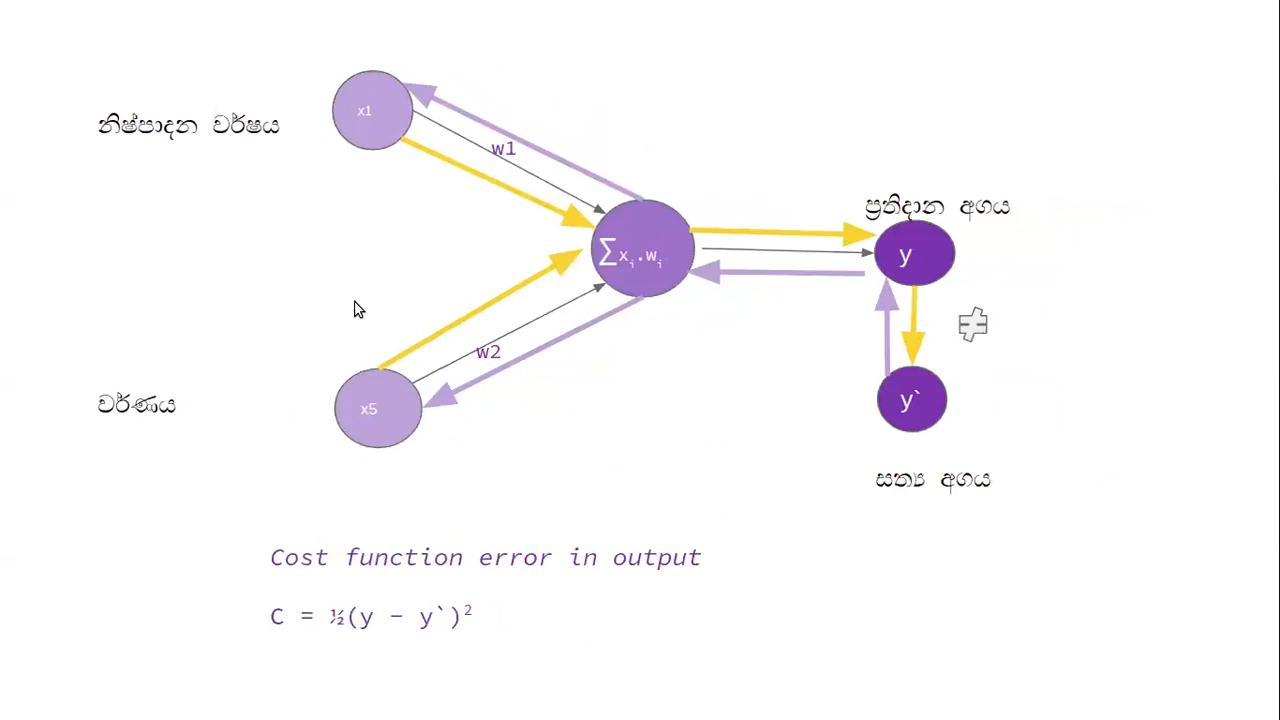 නිෂ්පාදන වර්ෂය
x1
w1
ප්‍රතිදාන අගය
∑xᵢ.wᵢ
y
≠
w2
වර්ණය
x5
y`
සත්‍ය අගය
Cost function error in output
C = ½(y − y`)²